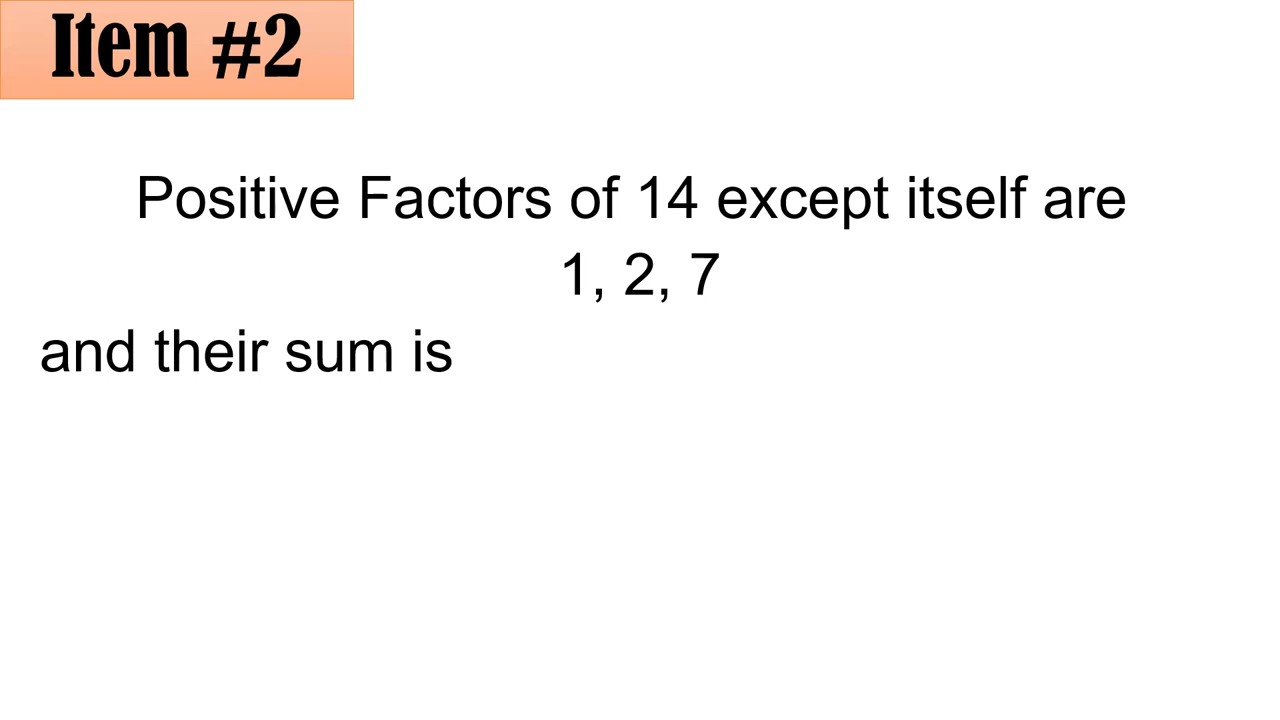 Item #2
Positive Factors of 14 except itself are
1, 2, 7
and their sum is